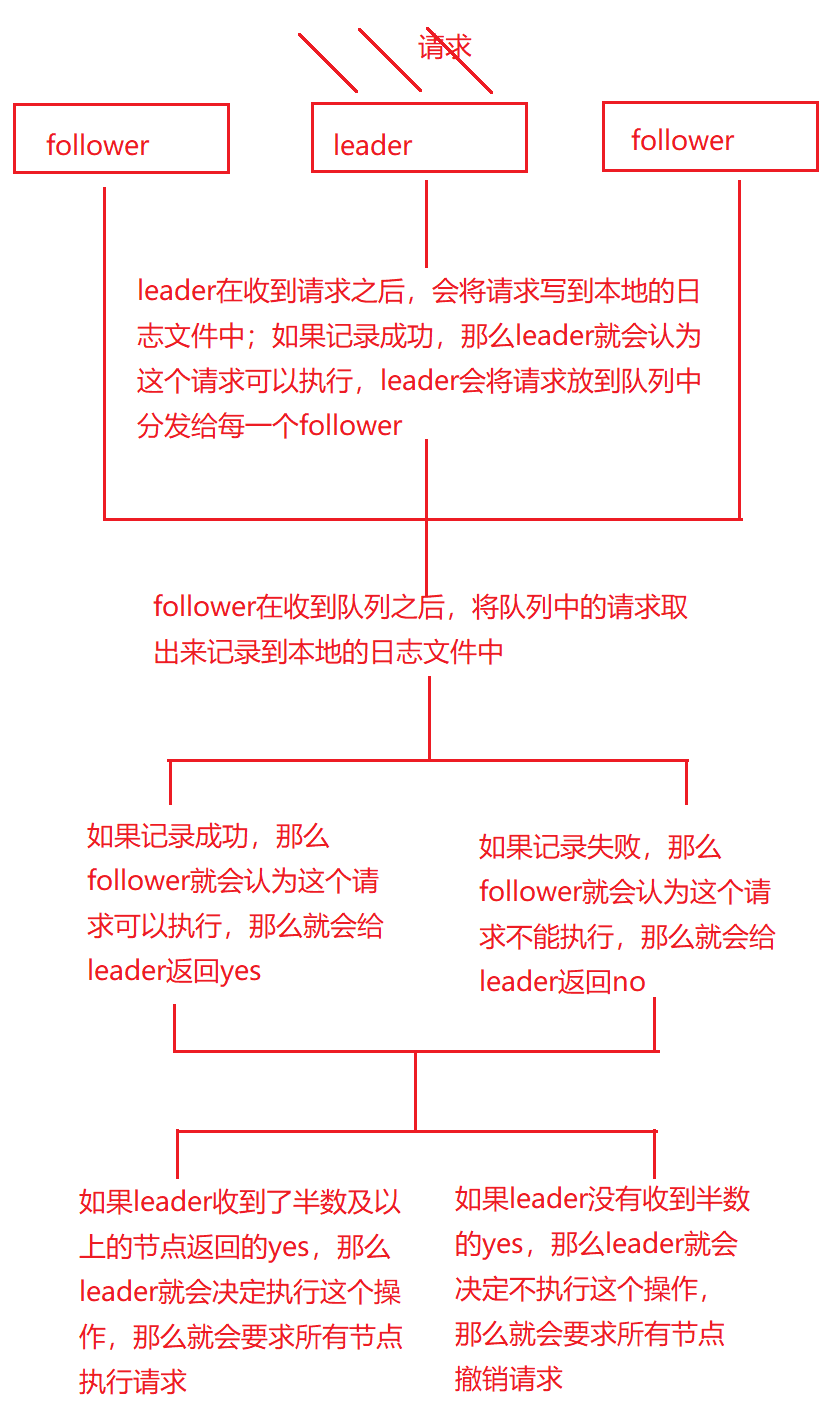 请求
follower
leader
follower
leader在收到请求之后，会将请求写到本地的日
志文件中；如果记录成功，那么leader就会认为
这个请求可以执行，leader会将请求放到队列中
分发给每一个follower
follower在收到队列之后，将队列中的请求取
出来记录到本地的日志文件中
如果记录成功，那么
follower就会认为这个请
求可以执行，那么就会给
leader返回yes
如果记录失败，那么
follower就会认为这个请
求不能执行，那么就会给
leader返回no
如果leader收到了半数及以
上的节点返回的yes，那么
leader就会决定执行这个操
作，那么就会要求所有节点
执行请求
如果leader没有收到半数
的yes，那么leader就会
决定不执行这个操作，
那么就会要求所有节点
撤销请求